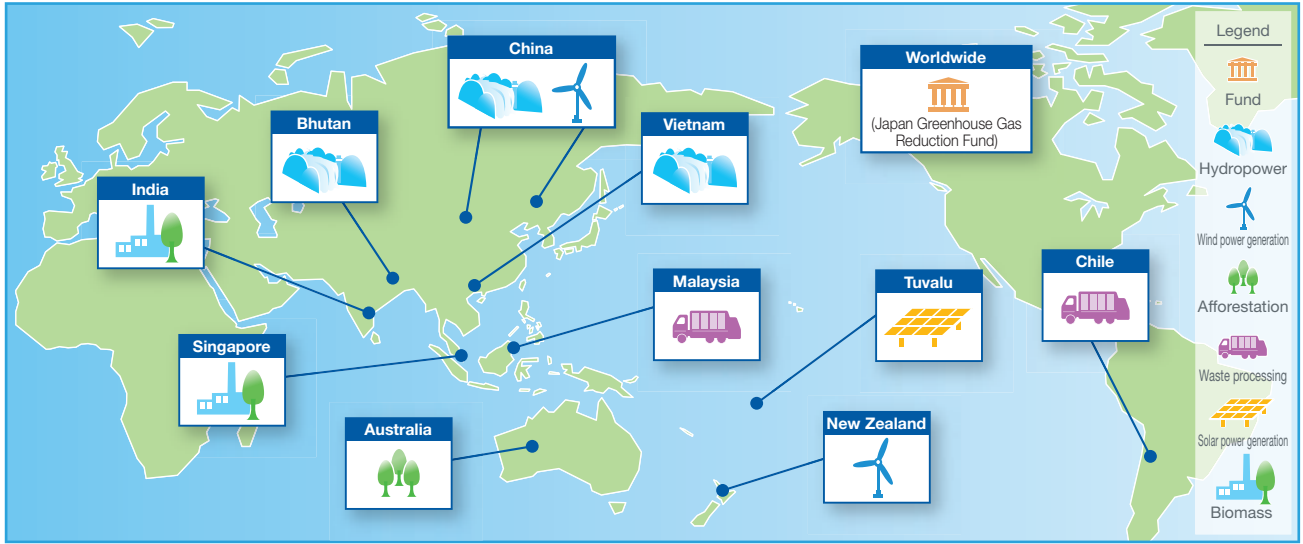 China
Worldwide
(Japan Greenhouse Gas
Reduction Fund)
Bhutan
Vietnam
India
Malaysia
Tuvalu
Chile
Singapore
Australia
New Zealand
Legend
Fund
Hydropower
Wind power generation
Afforestation
Waste processing
Solar power generation
Biomass